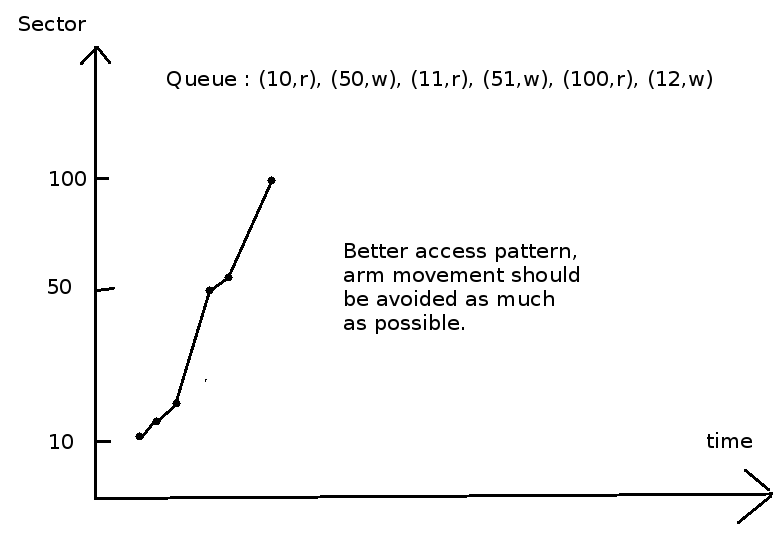 Sector
Queue : (10,r), (50,w), (11,r), (51,w), (100,r), (12,w)
100
Better access pattern,
arm movement should
be avoided as much
as possible.
50
10
time